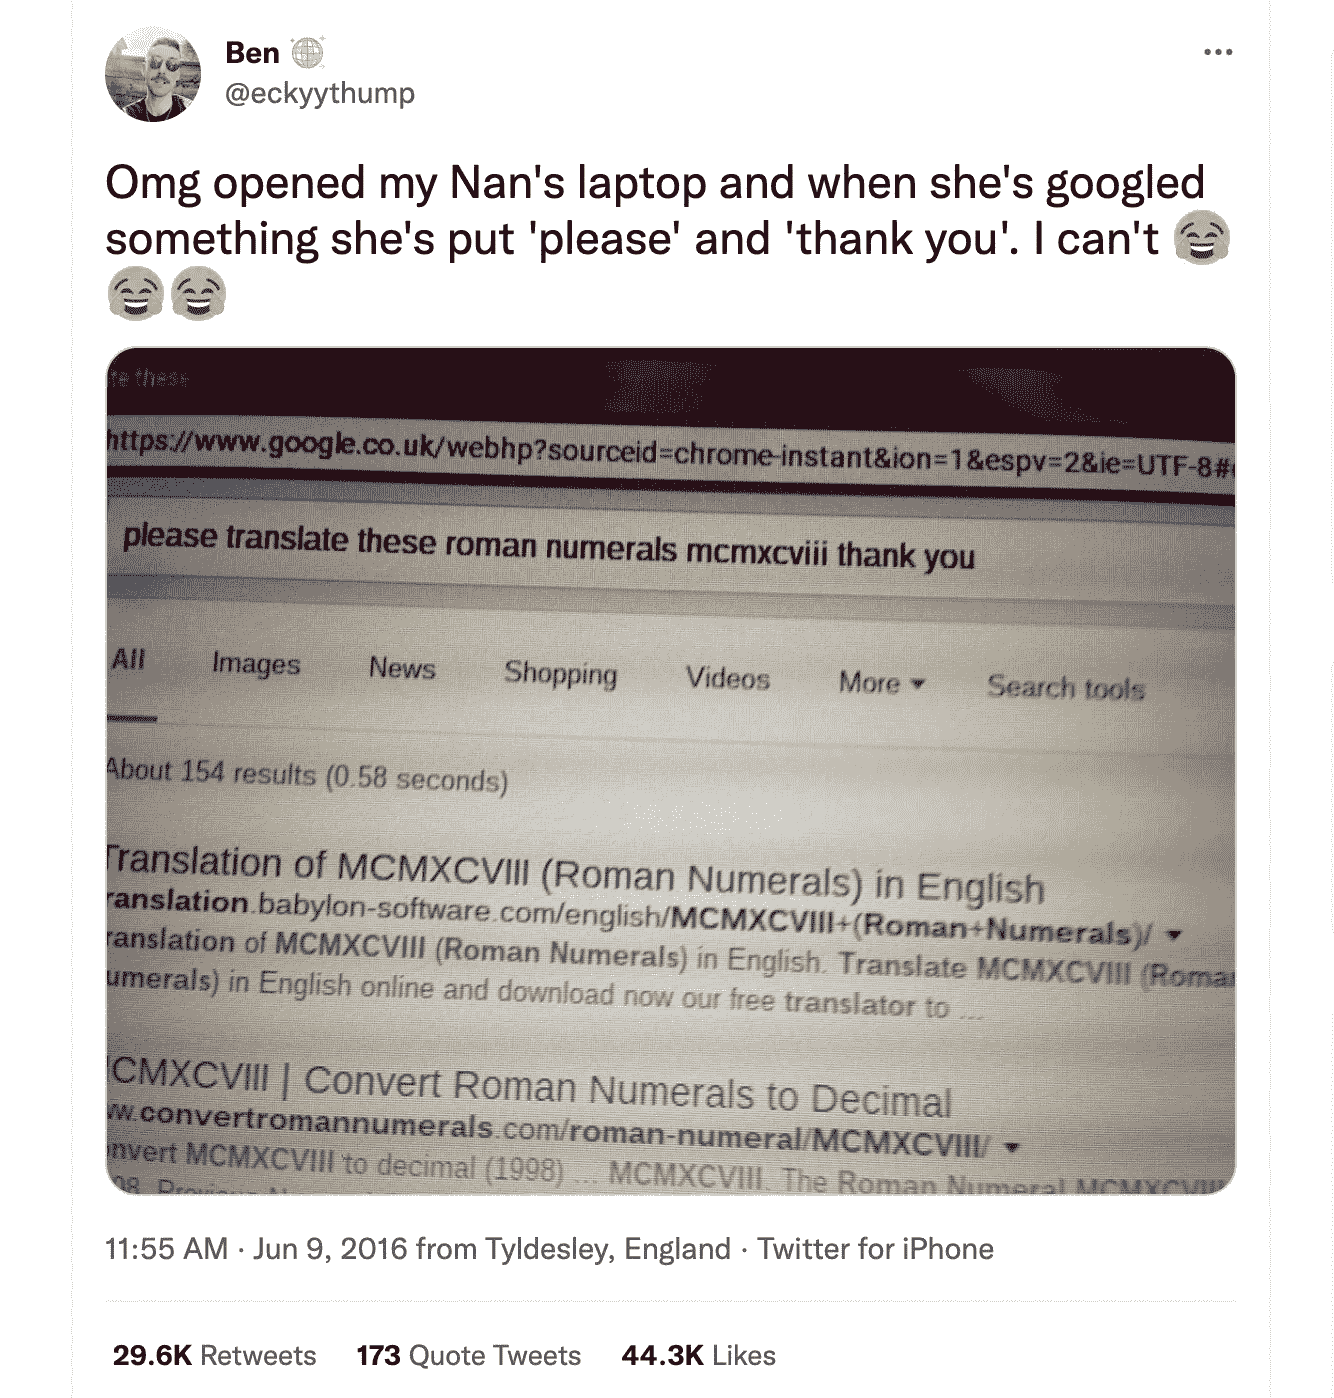 Ben
@eckyythump
Omg opened my Nan's laptop and when she's googled
something she's put 'please' and 'thank you'. I can't 😂
😂😂
te these
https://www.google.co.uk/webhp?sourceid=chrome-instant&ion=1&espv=2&ie=UTF-8#
please translate these roman numerals mcmxcviii thank you
All Images News Shopping Videos More Search tools
About 154 results (0.58 seconds)
Translation of MCMXCVIII (Roman Numerals) in English
ranslation.babylon-software.com/english/MCMXCVIII+(Roman+Numerals)/
ranslation of MCMXCVIII (Roman Numerals) in English. Translate MCMXCVIII (Roman
umerals) in English online and download now our free translator to ...
CMXCVIII | Convert Roman Numerals to Decimal
w.convertromannumerals.com/roman-numeral/MCMXCVIII/
nvert MCMXCVIII to decimal (1998) ... MCMXCVIII. The Roman Numeral MCMXCVIII
11:55 AM · Jun 9, 2016 from Tyldesley, England · Twitter for iPhone
29.6K Retweets 173 Quote Tweets 44.3K Likes